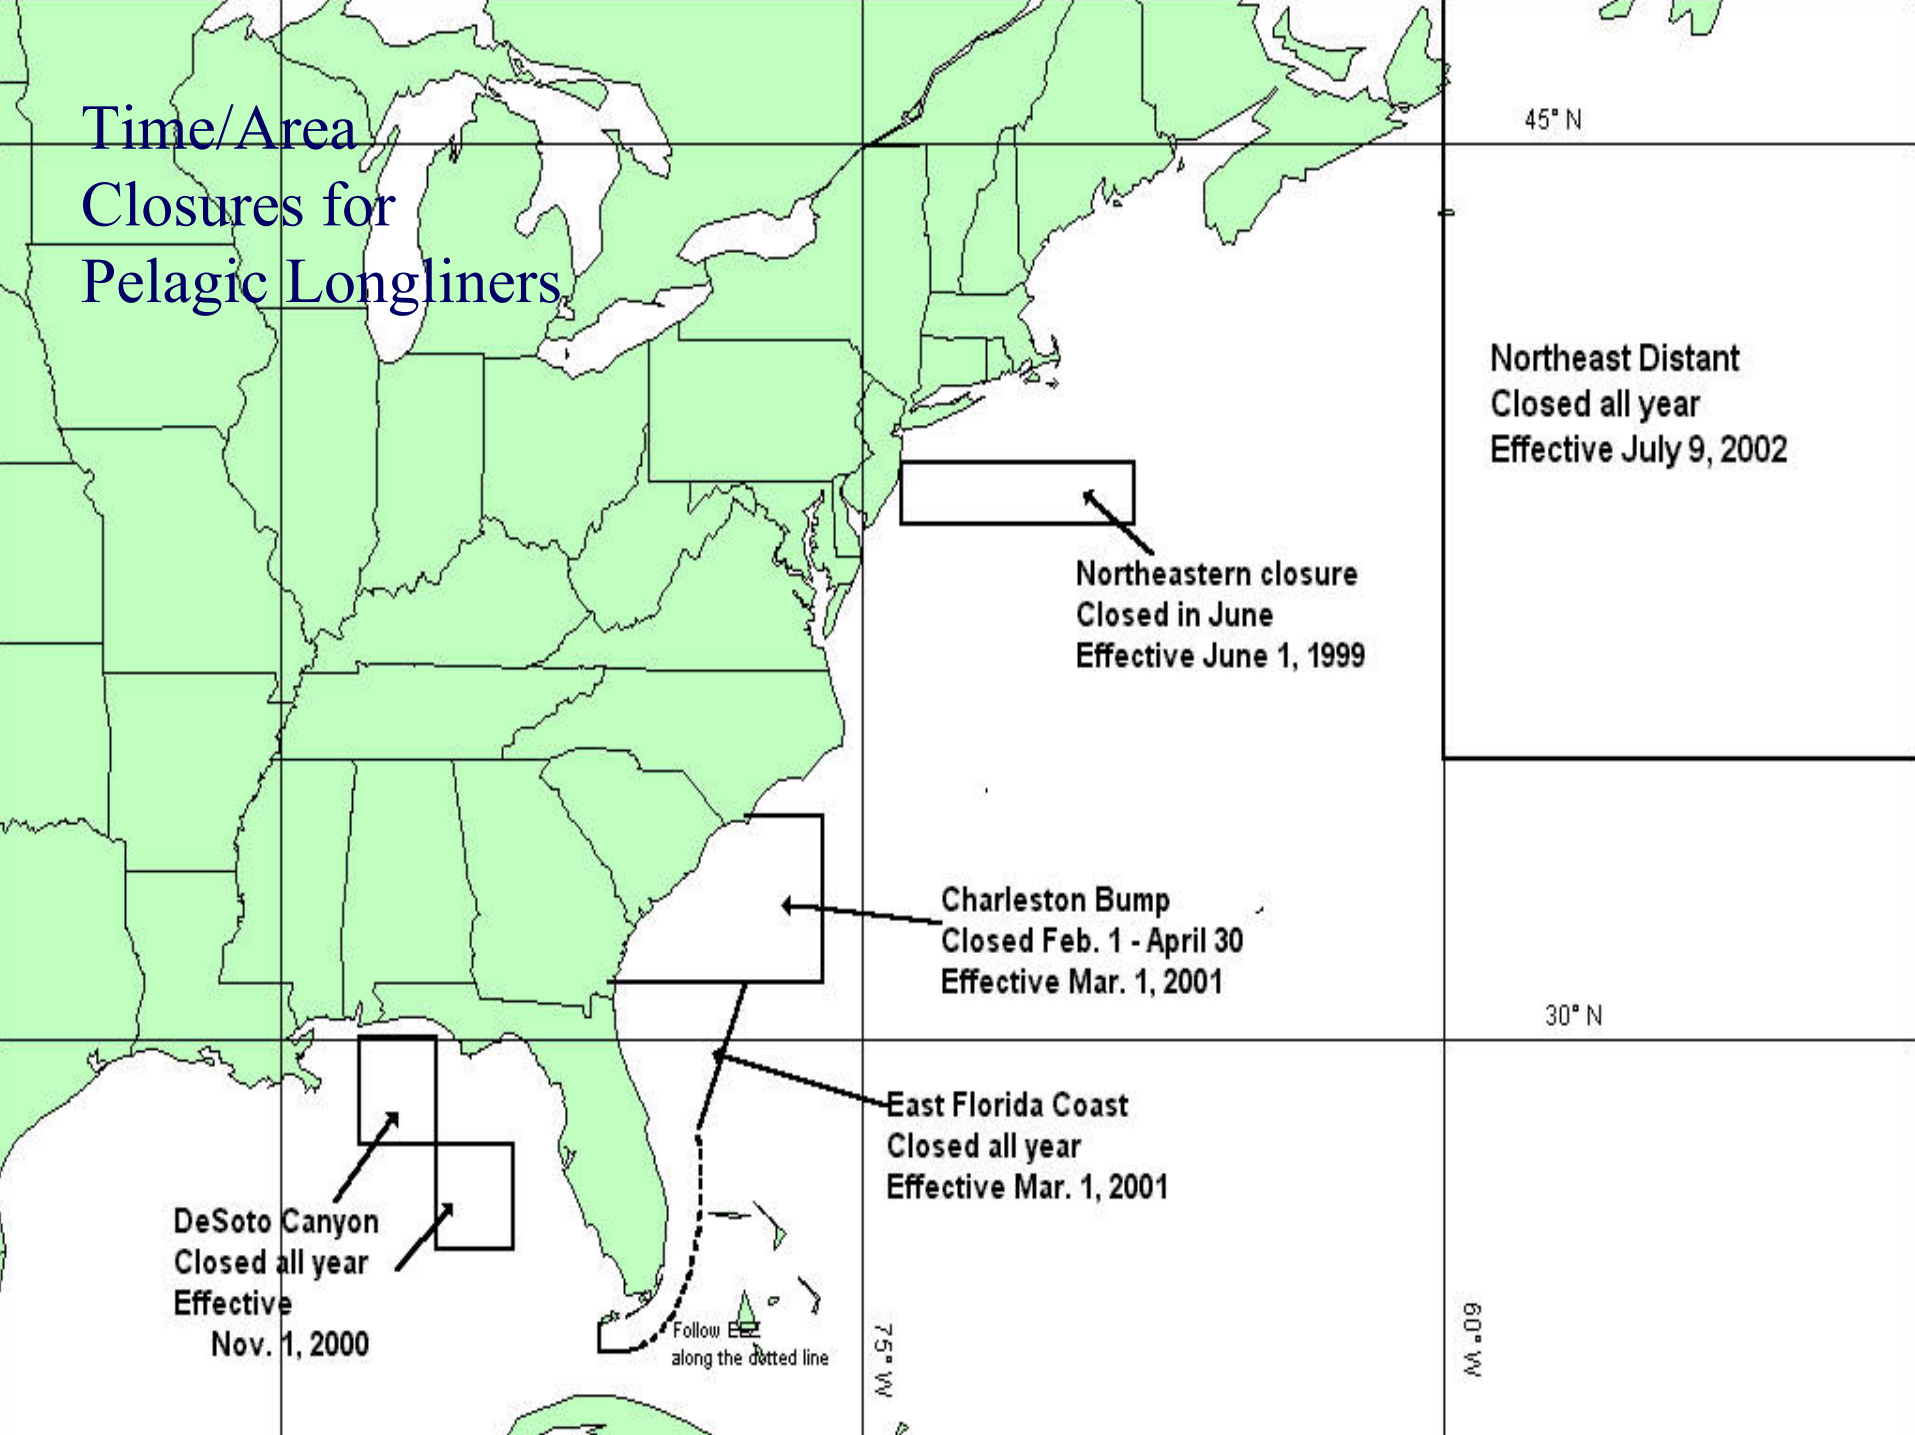 Time/Area
Closures for
Pelagic Longliners
45° N
Northeast Distant
Closed all year
Effective July 9, 2002
Northeastern closure
Closed in June
Effective June 1, 1999
Charleston Bump
Closed Feb. 1 - April 30
Effective Mar. 1, 2001
30° N
East Florida Coast
Closed all year
Effective Mar. 1, 2001
DeSoto Canyon
Closed all year
Effective
Nov. 1, 2000
Follow EEZ
along the dotted line
75° W
60° W